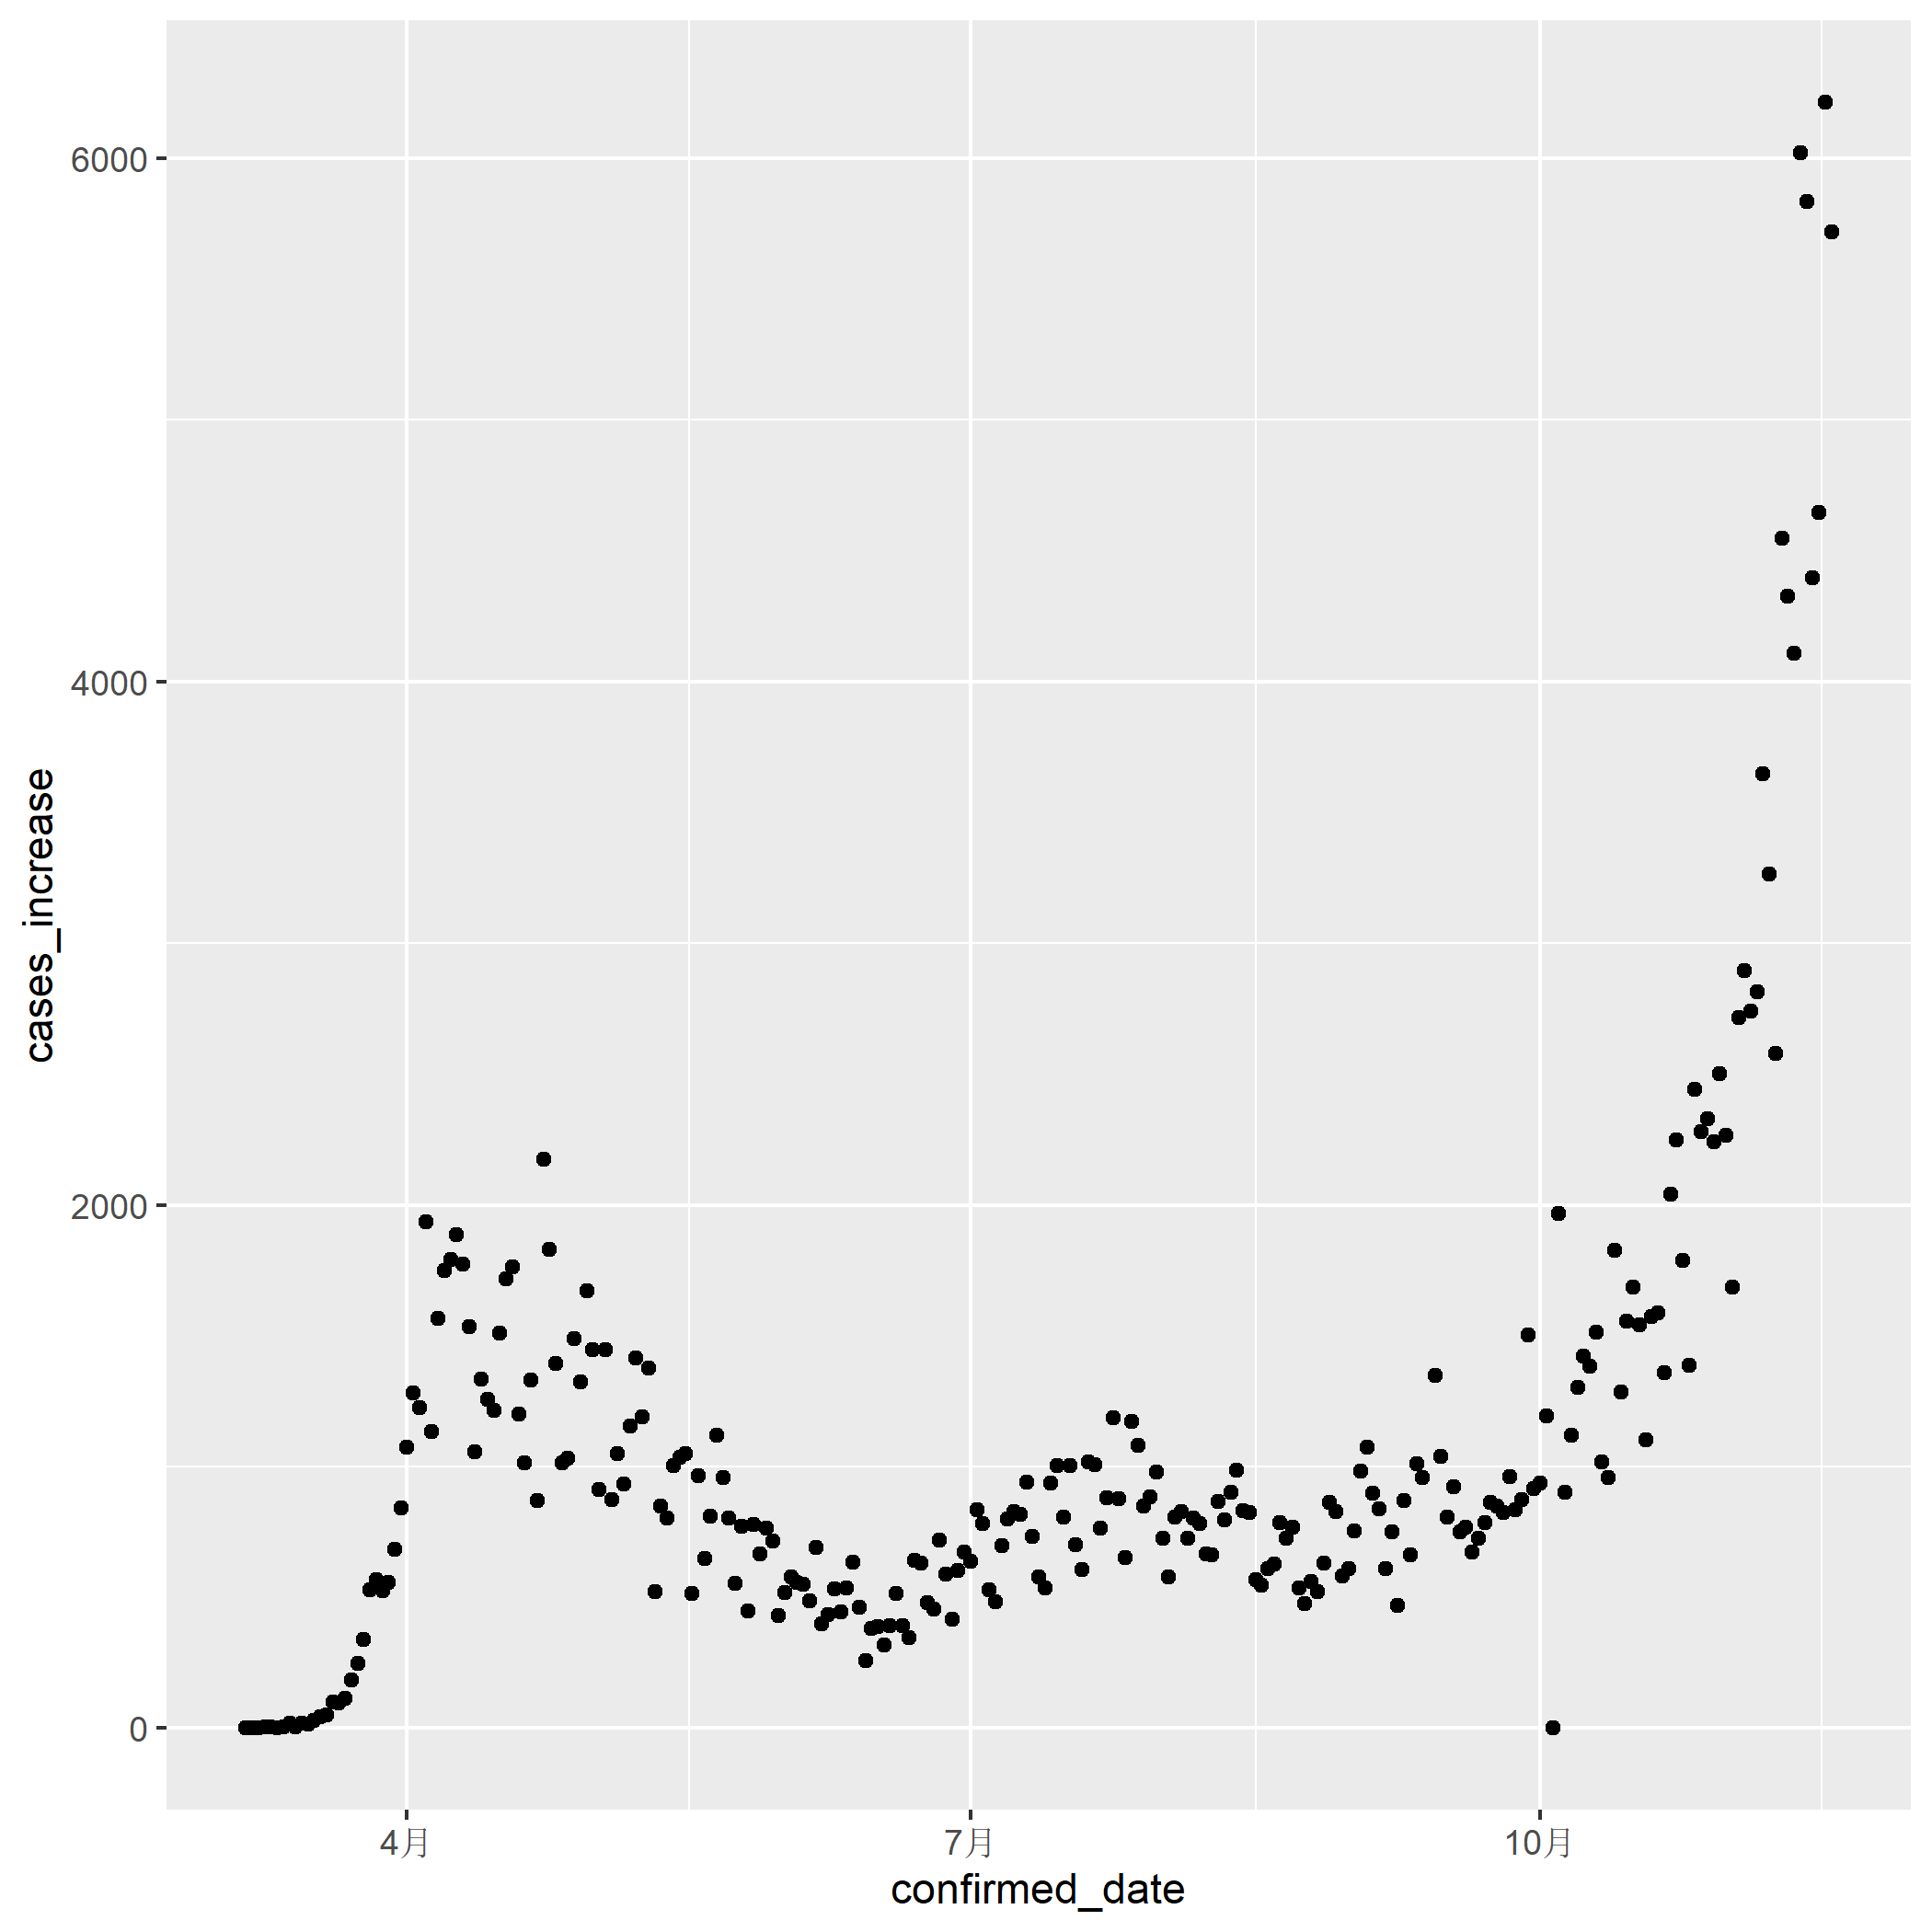 cases_increase
6000
4000
2000
0
4月
7月
10月
confirmed_date